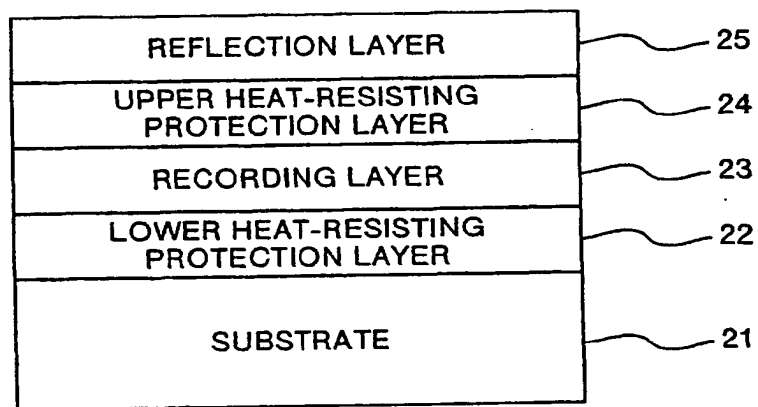 REFLECTION LAYER 25
UPPER HEAT-RESISTING
PROTECTION LAYER 24
RECORDING LAYER 23
LOWER HEAT-RESISTING
PROTECTION LAYER 22
SUBSTRATE 21